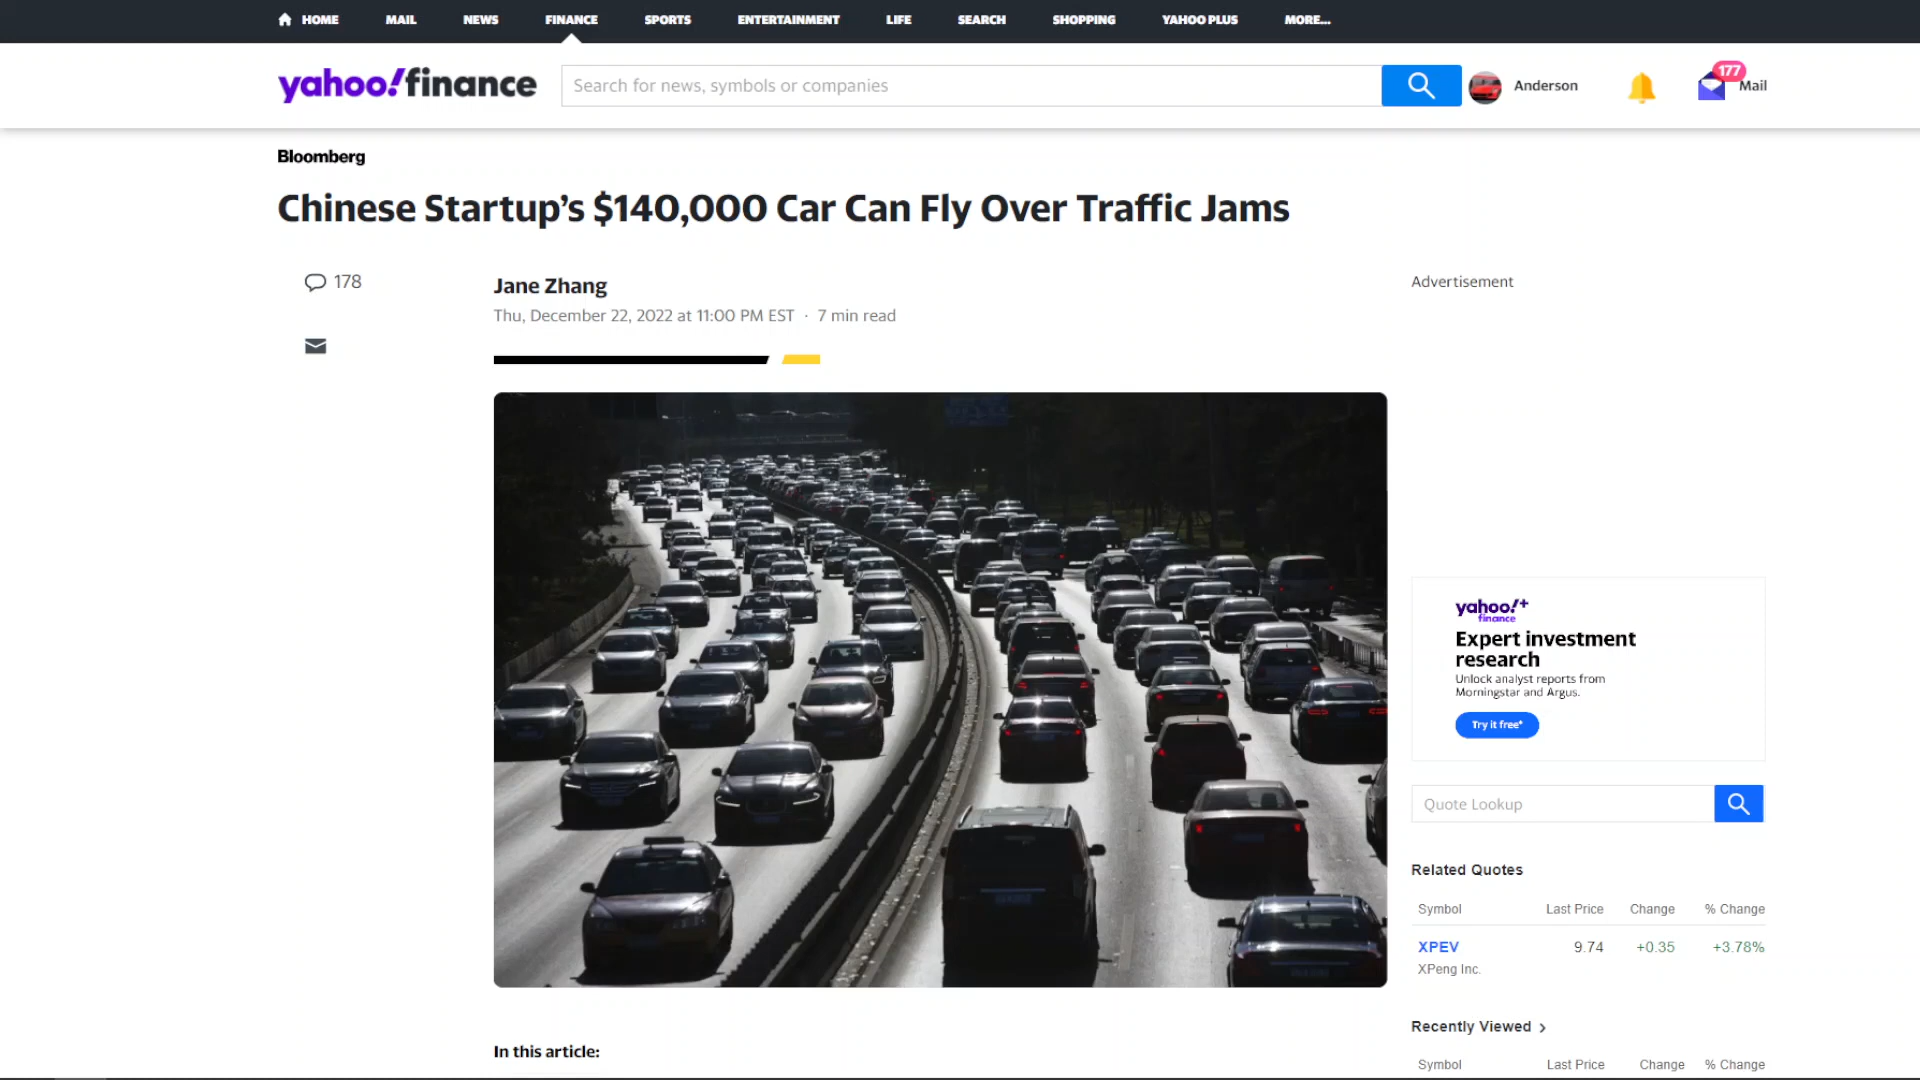 HOME MAIL NEWS FINANCE SPORTS ENTERTAINMENT LIFE SEARCH SHOPPING YAHOO PLUS MORE...
yahoo!finance
Search for news, symbols or companies
Anderson
177
Mail
Bloomberg
Chinese Startup’s $140,000 Car Can Fly Over Traffic Jams
178
Jane Zhang
Thu, December 22, 2022 at 11:00 PM EST · 7 min read
Advertisement
yahoo!+
finance
Expert investment
research
Unlock analyst reports from
Morningstar and Argus.
Try it free*
Quote Lookup
Related Quotes
Symbol Last Price Change % Change
XPEV 9.74 +0.35 +3.78%
XPeng Inc.
Recently Viewed
In this article:
Symbol Last Price Change % Change